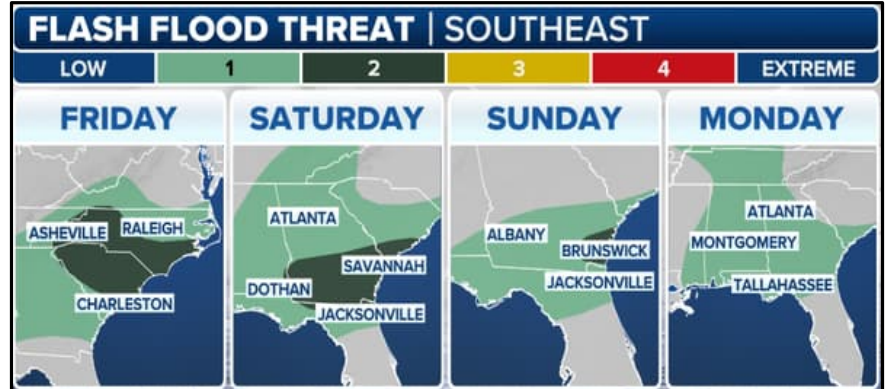 FLASH FLOOD THREAT | SOUTHEAST
LOW 1 2 3 4 EXTREME
FRIDAY SATURDAY SUNDAY MONDAY
ASHEVILLE RALEIGH
CHARLESTON
ATLANTA
SAVANNAH
DOTHAN
JACKSONVILLE
ALBANY
BRUNSWICK
JACKSONVILLE
ATLANTA
MONTGOMERY
TALLAHASSEE